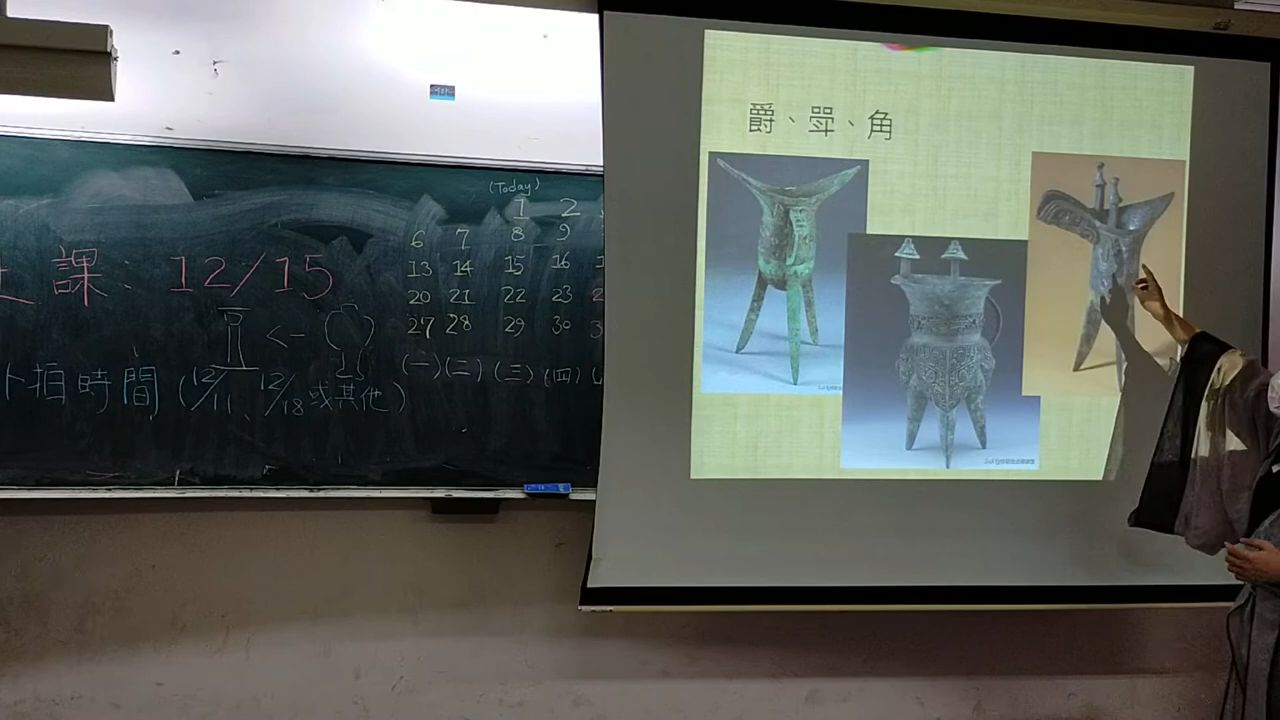 (Today)
1 2
6 7 8 9
13 14 15 16
20 21 22 23
27 28 29 30
(一)(二)(三)(四)
課: 12/15
外拍時間(12/11、12/18或其他)
爵、斝、角